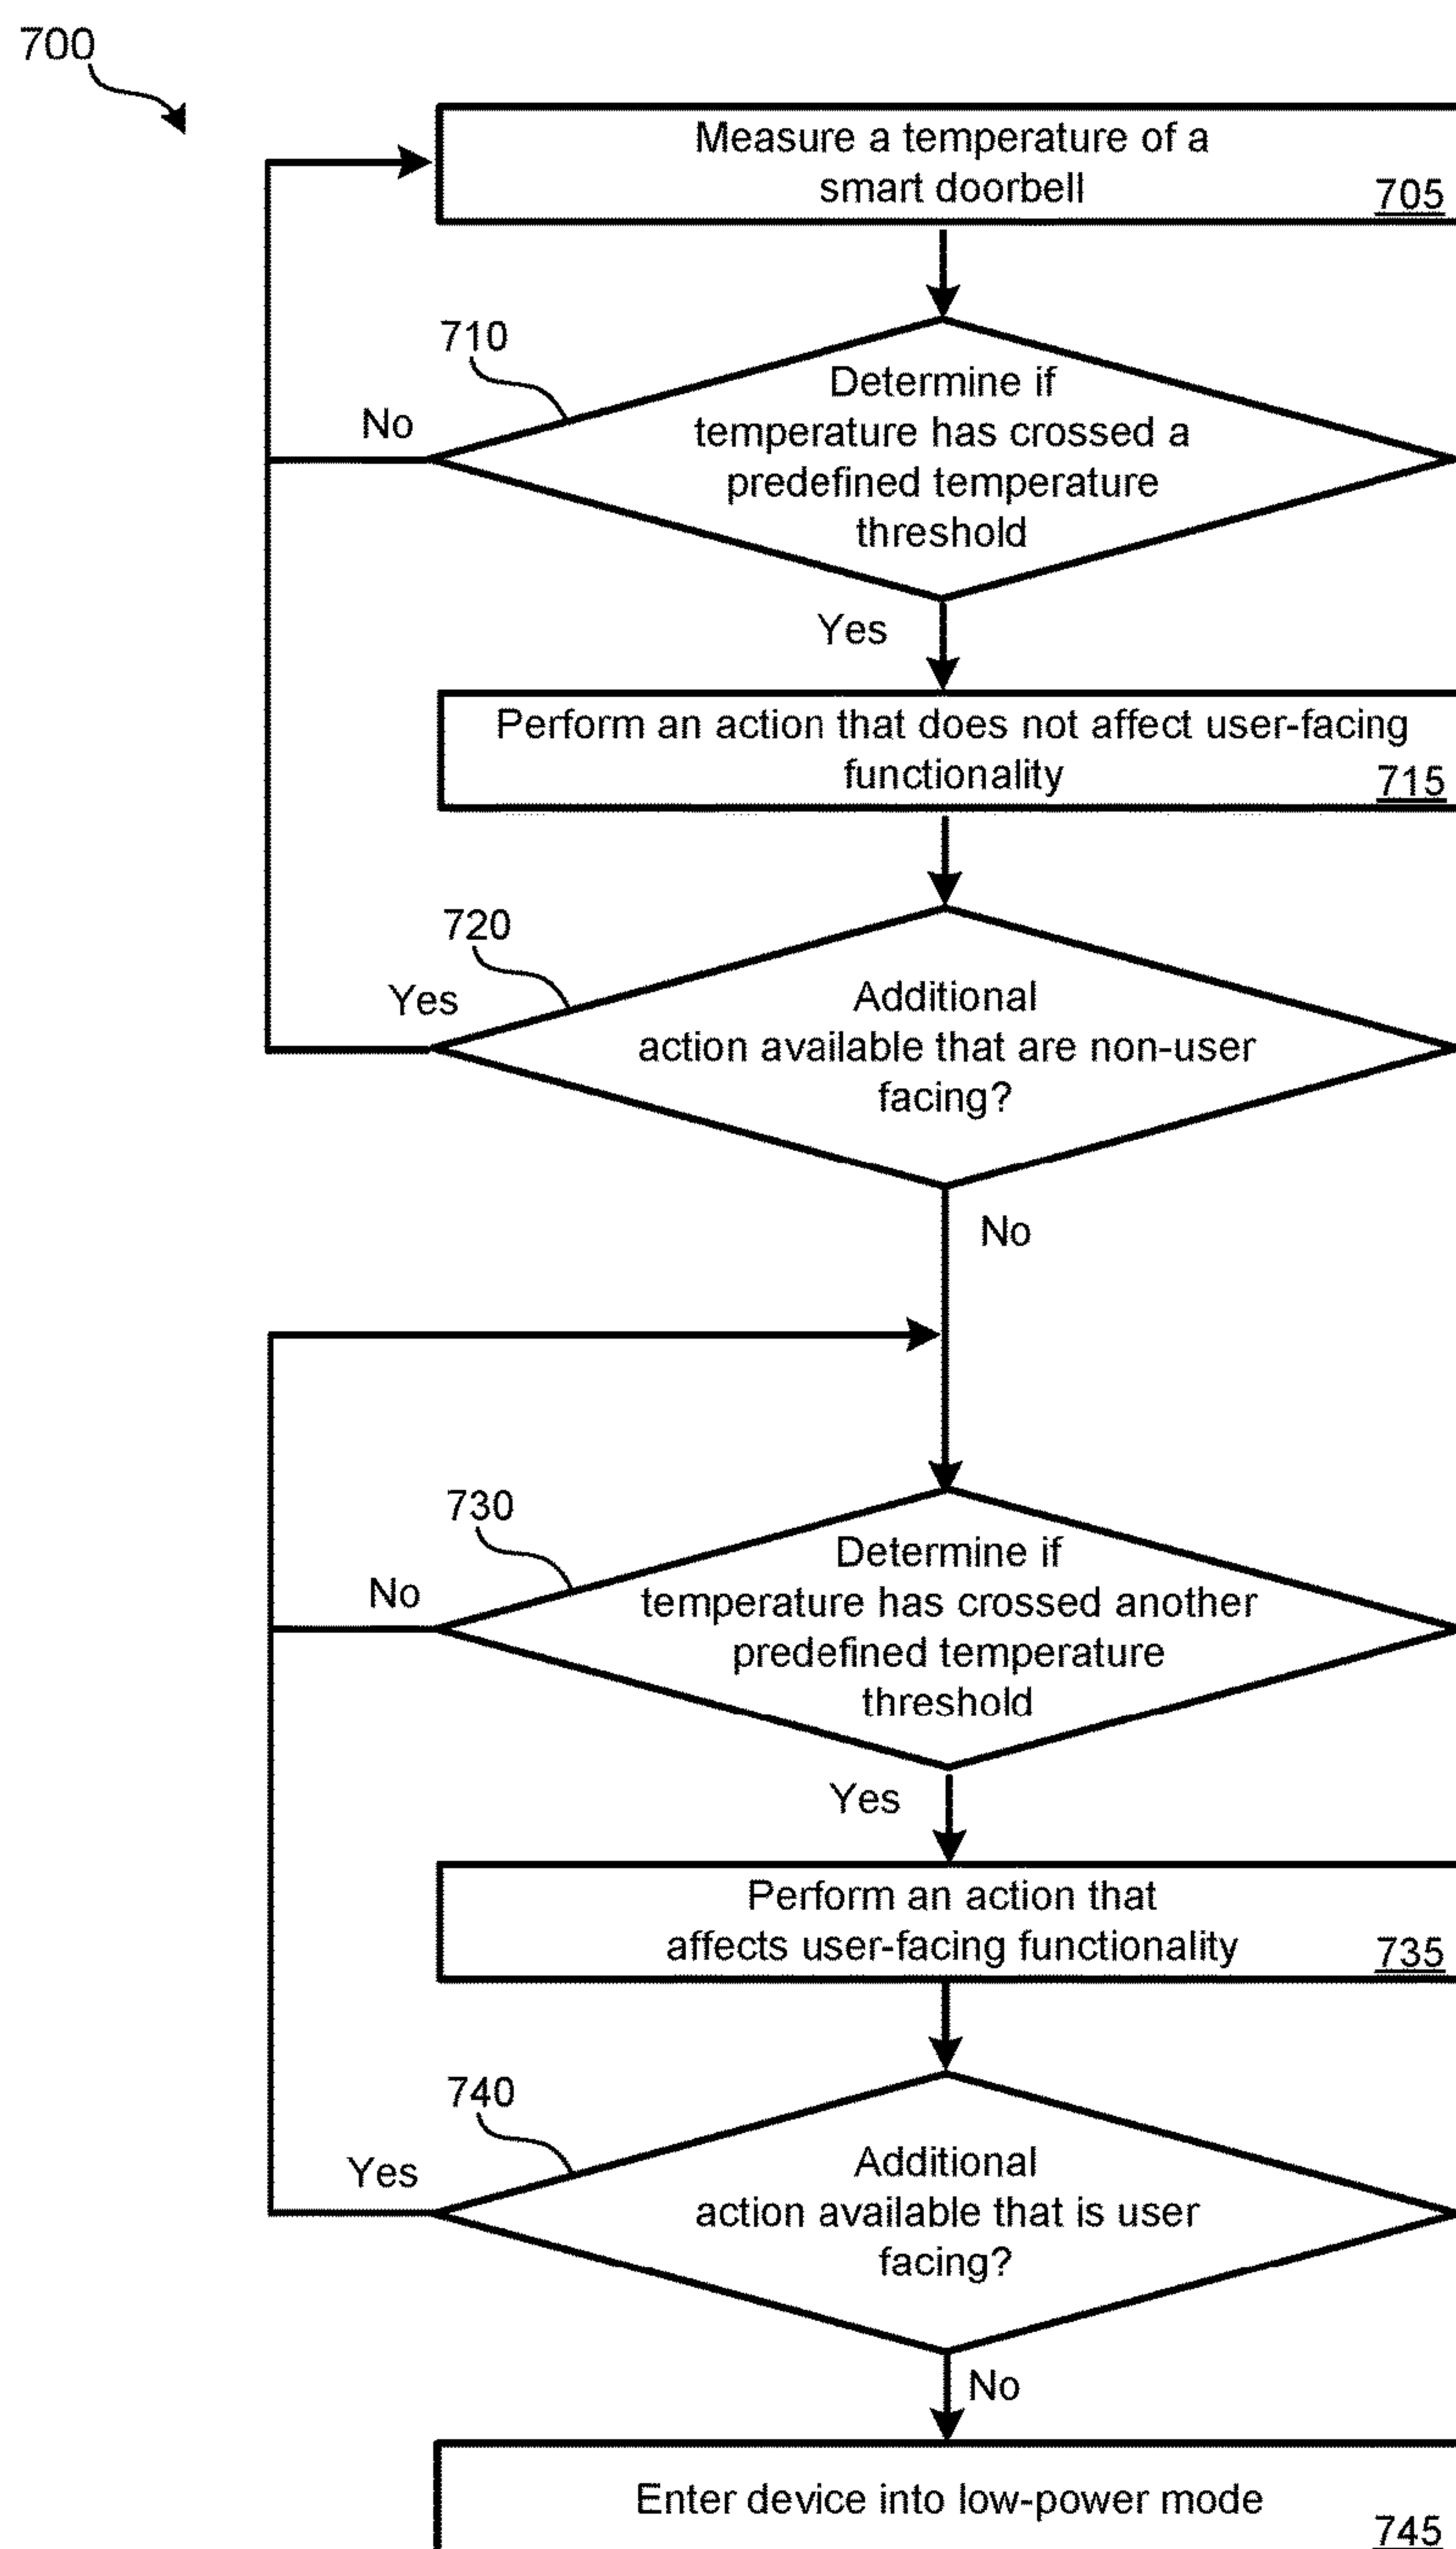 700
Measure a temperature of a
smart doorbell
705
710
No
Determine if
temperature has crossed a
predefined temperature
threshold
Yes
Perform an action that does not affect user-facing
functionality
715
720
Yes
Additional
action available that are non-user
facing?
No
730
No
Determine if
temperature has crossed another
predefined temperature
threshold
Yes
Perform an action that
affects user-facing functionality
735
740
Yes
Additional
action available that is user
facing?
No
Enter device into low-power mode
745